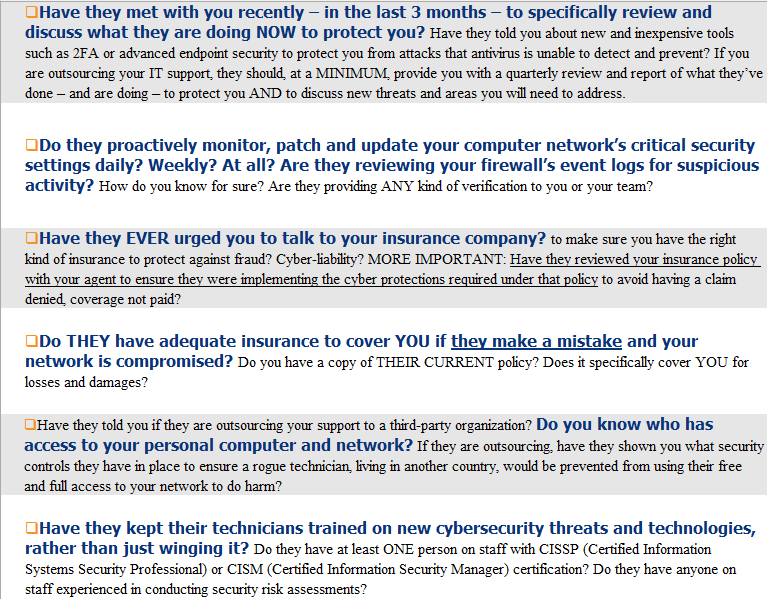 ❑Have they met with you recently – in the last 3 months – to specifically review and
discuss what they are doing NOW to protect you? Have they told you about new and inexpensive tools
such as 2FA or advanced endpoint security to protect you from attacks that antivirus is unable to detect and prevent? If you
are outsourcing your IT support, they should, at a MINIMUM, provide you with a quarterly review and report of what they've
done – and are doing – to protect you AND to discuss new threats and areas you will need to address.
❑Do they proactively monitor, patch and update your computer network's critical security
settings daily? Weekly? At all? Are they reviewing your firewall's event logs for suspicious
activity? How do you know for sure? Are they providing ANY kind of verification to you or your team?
❑Have they EVER urged you to talk to your insurance company? to make sure you have the right
kind of insurance to protect against fraud? Cyber-liability? MORE IMPORTANT: Have they reviewed your insurance policy
with your agent to ensure they were implementing the cyber protections required under that policy to avoid having a claim
denied, coverage not paid?
❑Do THEY have adequate insurance to cover YOU if they make a mistake and your
network is compromised? Do you have a copy of THEIR CURRENT policy? Does it specifically cover YOU for
losses and damages?
❑Have they told you if they are outsourcing your support to a third-party organization? Do you know who has
access to your personal computer and network? If they are outsourcing, have they shown you what security
controls they have in place to ensure a rogue technician, living in another country, would be prevented from using their free
and full access to your network to do harm?
❑Have they kept their technicians trained on new cybersecurity threats and technologies,
rather than just winging it? Do they have at least ONE person on staff with CISSP (Certified Information
Systems Security Professional) or CISM (Certified Information Security Manager) certification? Do they have anyone on
staff experienced in conducting security risk assessments?